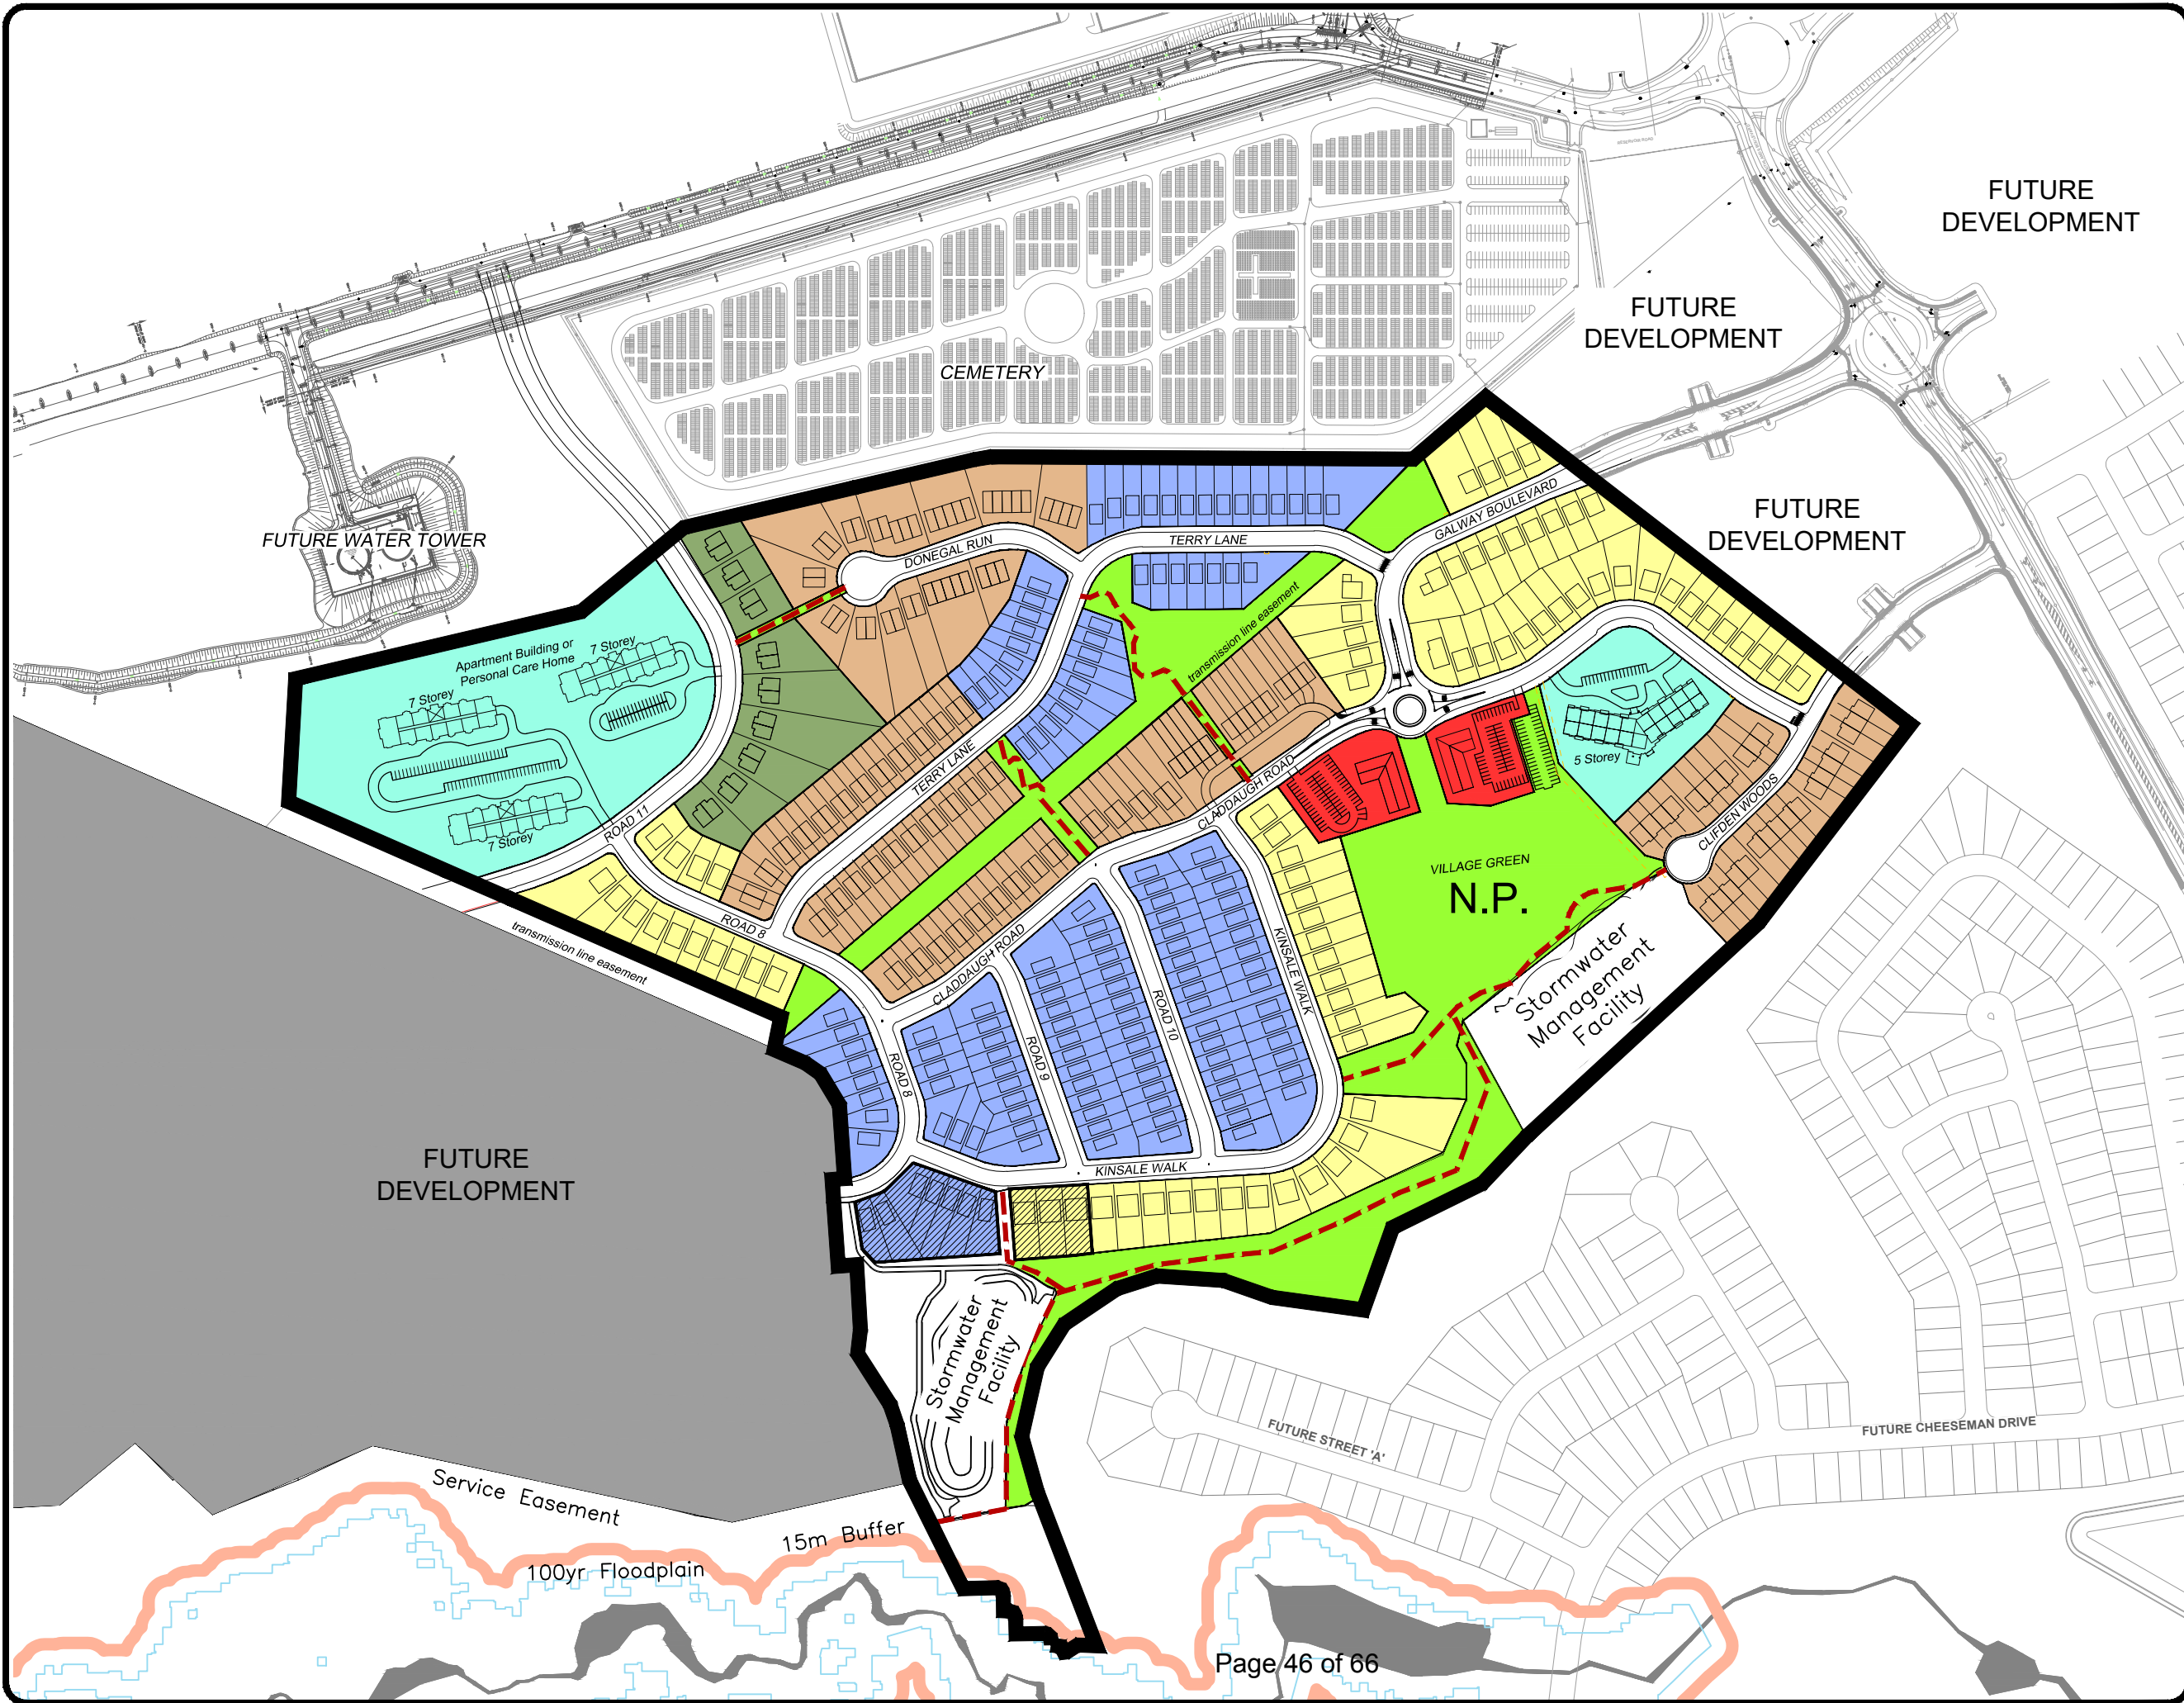 FUTURE
DEVELOPMENT
FUTURE
DEVELOPMENT
CEMETERY
FUTURE
DEVELOPMENT
FUTURE WATER TOWER
GALWAY BOULEVARD
DONEGAL RUN
TERRY LANE
transmission line easement
Apartment Building or
Personal Care Home
7 Storey
7 Storey
7 Storey
ROAD 11
TERRY LANE
CLADDAUGH ROAD
5 Storey
CLIFDEN WOODS
VILLAGE GREEN
N.P.
ROAD 8
transmission line easement
CLADDAUGH ROAD
KINSALE WALK
Stormwater
Management
Facility
ROAD 10
ROAD 9
ROAD 8
KINSALE WALK
FUTURE
DEVELOPMENT
Stormwater
Management
Facility
FUTURE STREET 'A'
FUTURE CHEESEMAN DRIVE
Service Easement
15m Buffer
100yr Floodplain
Page 46 of 66